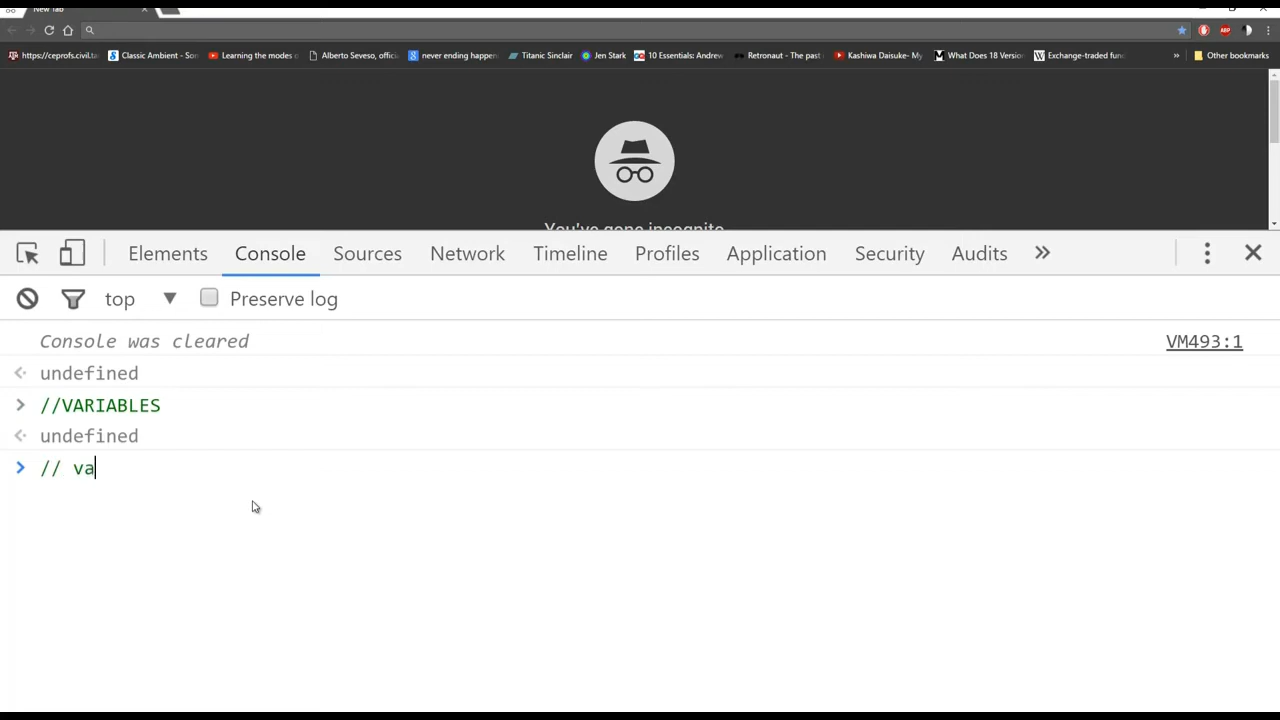 New Tab
https://ceprofs.civil.ta Classic Ambient - Son Learning the modes o Alberto Seveso, offici never ending happen Titanic Sinclair Jen Stark 10 Essentials: Andrew Retronaut - The past i Kashiwa Daisuke- My What Does 18 Versio Exchange-traded fun » Other bookmarks
You've gone incognito
Elements Console Sources Network Timeline Profiles Application Security Audits »
top Preserve log
Console was cleared VM493:1
undefined
//VARIABLES
undefined
// va